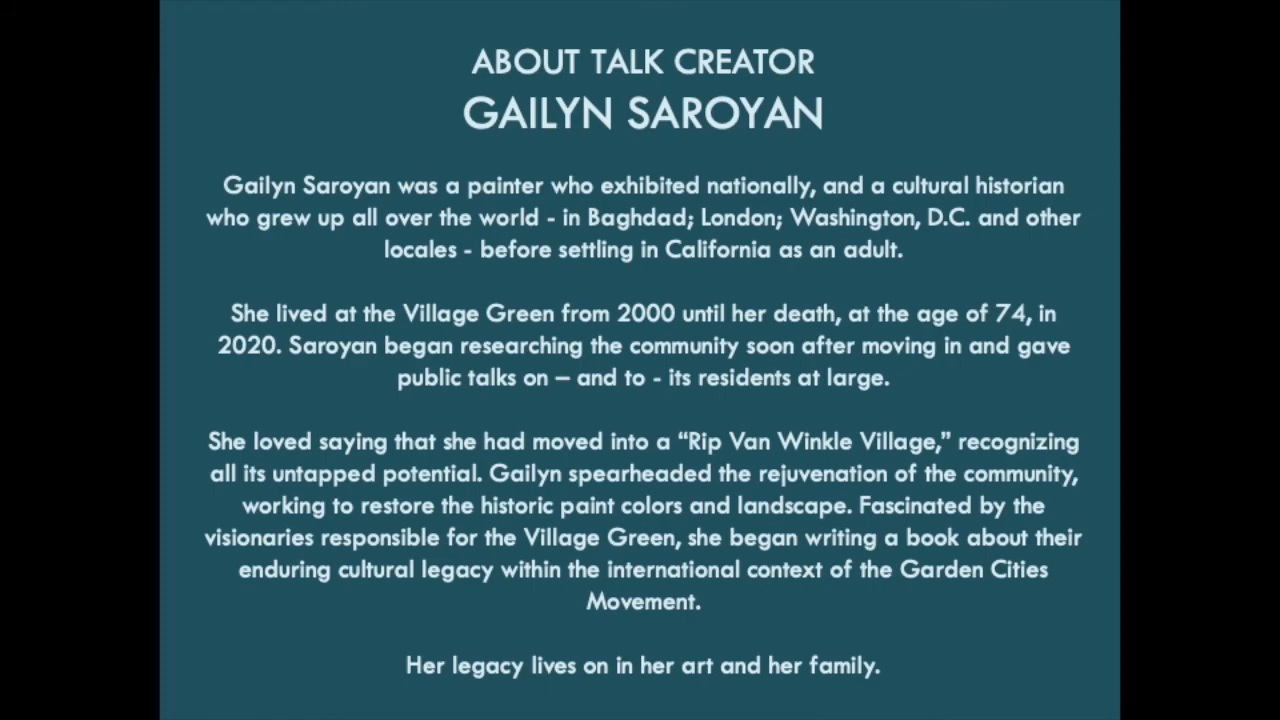 ABOUT TALK CREATOR
GAILYN SAROYAN
Gailyn Saroyan was a painter who exhibited nationally, and a cultural historian
who grew up all over the world - in Baghdad; London; Washington, D.C. and other
locales - before settling in California as an adult.
She lived at the Village Green from 2000 until her death, at the age of 74, in
2020. Saroyan began researching the community soon after moving in and gave
public talks on – and to - its residents at large.
She loved saying that she had moved into a “Rip Van Winkle Village,” recognizing
all its untapped potential. Gailyn spearheaded the rejuvenation of the community,
working to restore the historic paint colors and landscape. Fascinated by the
visionaries responsible for the Village Green, she began writing a book about their
enduring cultural legacy within the international context of the Garden Cities
Movement.
Her legacy lives on in her art and her family.